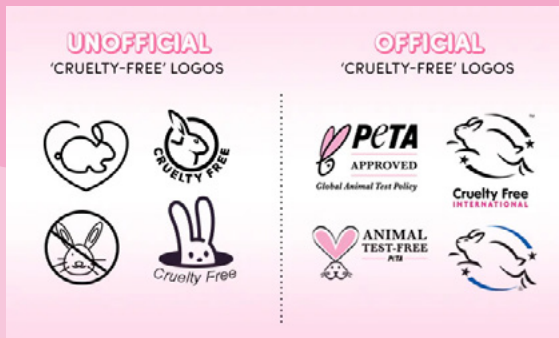 UNOFFICIAL
'CRUELTY-FREE' LOGOS
CRUELTY FREE
Cruelty Free
OFFICIAL
'CRUELTY-FREE' LOGOS
PETA
APPROVED
Global Animal Test Policy
Cruelty Free
INTERNATIONAL
ANIMAL
TEST-FREE
PETA